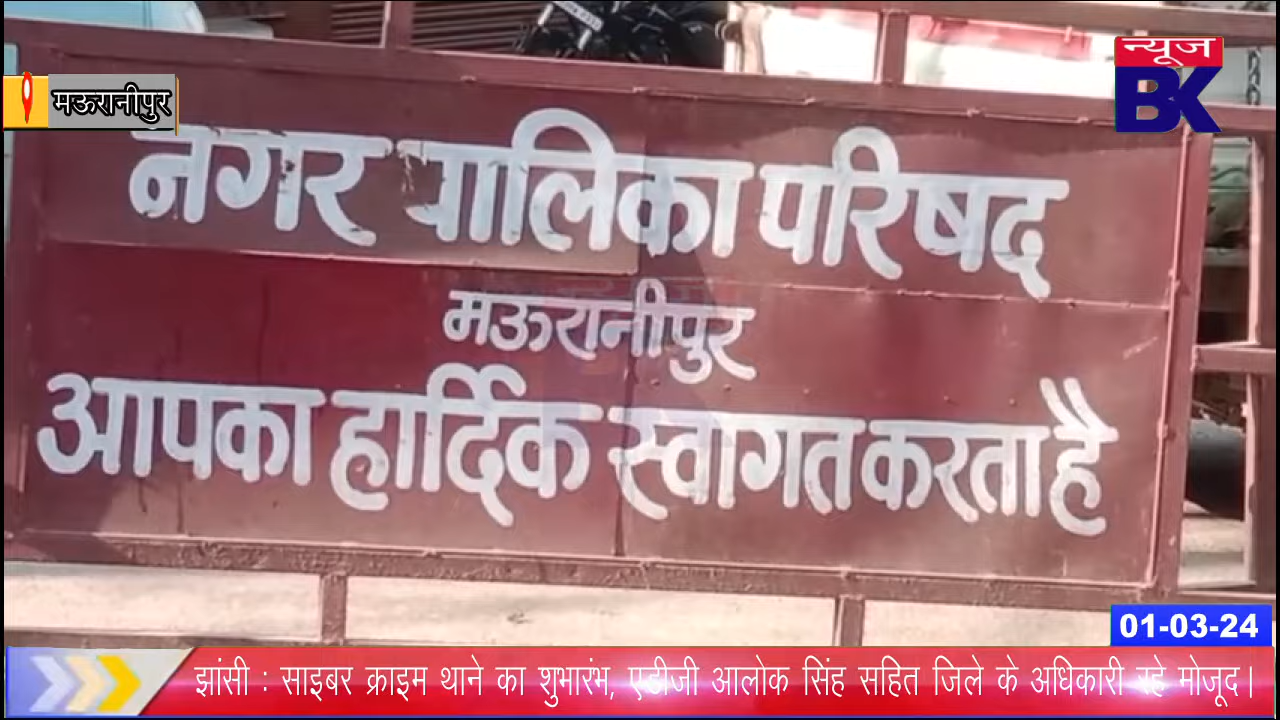 न्यूज
BK
मऊरानीपुर
नगर पालिका परिषद
मऊरानीपुर
आपका हार्दिक स्वागत करता है
01-03-24
झांसी : साइबर क्राइम थाने का शुभारंभ, एडीजी आलोक सिंह सहित जिले के अधिकारी रहे मोजूद।